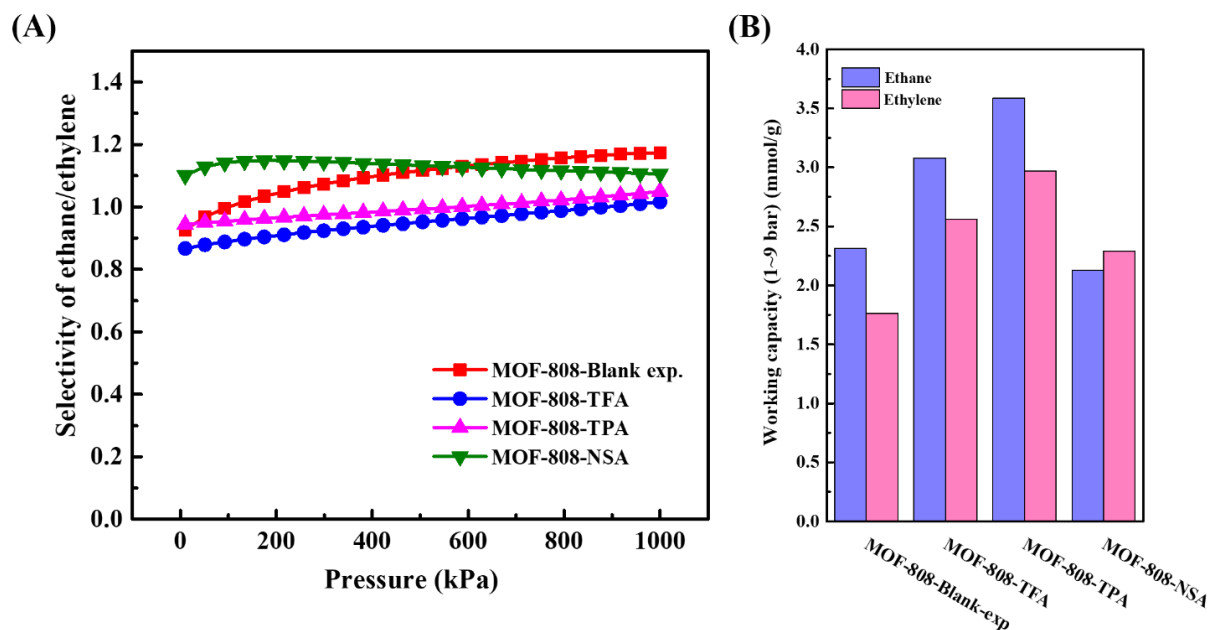 (A)
Selectivity of ethane/ethylene
1.4
1.2
1.0
0.8
0.6
0.4
0.2
0.0
MOF-808-Blank exp.
MOF-808-TFA
MOF-808-TPA
MOF-808-NSA
0 200 400 600 800 1000
Pressure (kPa)
(B)
Working capacity (1~9 bar) (mmol/g)
4.0
3.5
3.0
2.5
2.0
1.5
1.0
0.5
0.0
Ethane
Ethylene
MOF-808-Blank-exp
MOF-808-TFA
MOF-808-TPA
MOF-808-NSA